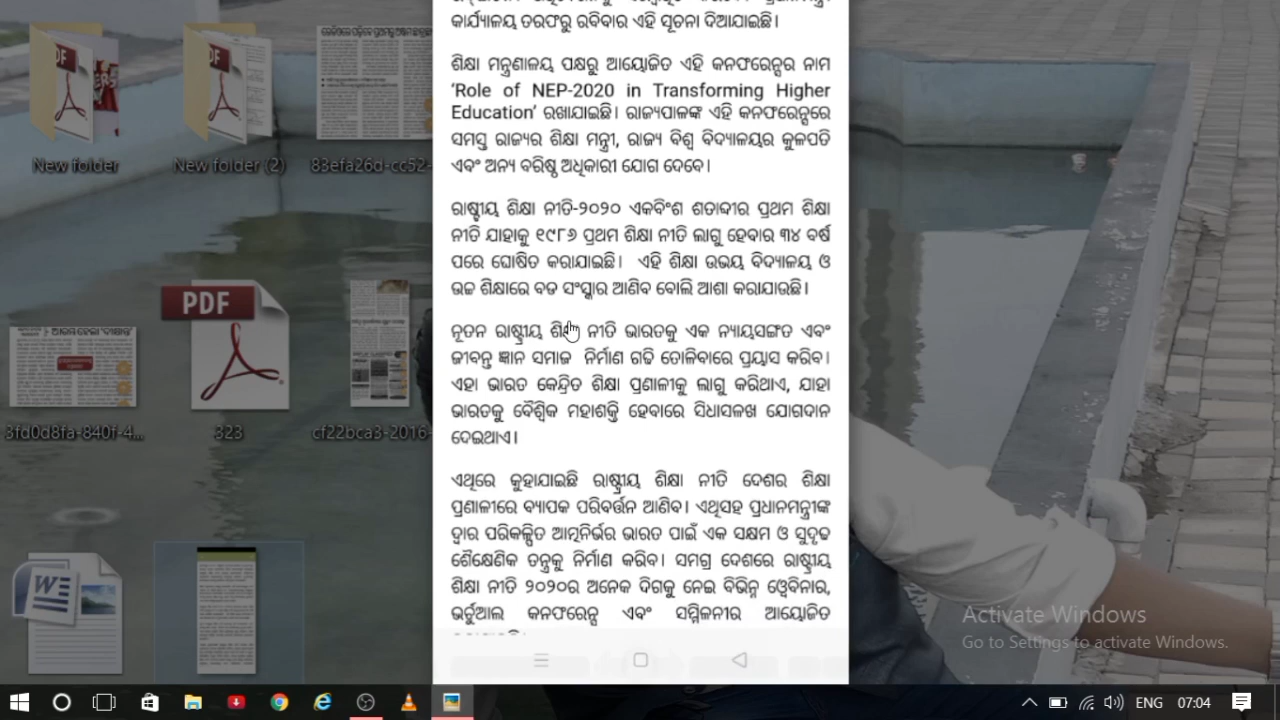 କାର୍ଯ୍ୟାଳୟ ତରଫରୁ ରବିବାର ଏହି ସୂଚନା ଦିଆଯାଇଛି।
ଶିକ୍ଷା ମନ୍ତ୍ରଣାଳୟ ପକ୍ଷରୁ ଆୟୋଜିତ ଏହି କନଫରେନ୍ସର ନାମ
‘Role of NEP-2020 in Transforming Higher
Education’ ରଖାଯାଇଛି। ରାଜ୍ୟପାଳଙ୍କ ଏହି କନଫରେନ୍ସରେ
ସମସ୍ତ ରାଜ୍ୟର ଶିକ୍ଷା ମନ୍ତ୍ରୀ, ରାଜ୍ୟ ବିଶ୍ୱ ବିଦ୍ୟାଳୟର କୁଳପତି
ଏବଂ ଅନ୍ୟ ବରିଷ୍ଠ ଅଧିକାରୀ ଯୋଗ ଦେବେ।
ରାଷ୍ଟ୍ରୀୟ ଶିକ୍ଷା ନୀତି-୨୦୨୦ ଏକବିଂଶ ଶତାବ୍ଦୀର ପ୍ରଥମ ଶିକ୍ଷା
ନୀତି ଯାହାକୁ ୧୯୮୬ ପ୍ରଥମ ଶିକ୍ଷା ନୀତି ଲାଗୁ ହେବାର ୩୪ ବର୍ଷ
ପରେ ଘୋଷିତ କରାଯାଇଛି। ଏହି ଶିକ୍ଷା ଉଭୟ ବିଦ୍ୟାଳୟ ଓ
ଉଚ୍ଚ ଶିକ୍ଷାରେ ବଡ ସଂସ୍କାର ଆଣିବ ବୋଲି ଆଶା କରାଯାଉଛି।
ନୂତନ ରାଷ୍ଟ୍ରୀୟ ଶିକ୍ଷା ନୀତି ଭାରତକୁ ଏକ ନ୍ୟାୟସଙ୍ଗତ ଏବଂ
ଜୀବନ୍ତ ଜ୍ଞାନ ସମାଜ ନିର୍ମାଣ ଗଢି ତୋଳିବାରେ ପ୍ରୟାସ କରିବ।
ଏହା ଭାରତ କେନ୍ଦ୍ରିତ ଶିକ୍ଷା ପ୍ରଣାଳୀକୁ ଲାଗୁ କରିଥାଏ, ଯାହା
ଭାରତକୁ ବୈଶ୍ୱିକ ମହାଶକ୍ତି ହେବାରେ ସିଧାସଳଖ ଯୋଗଦାନ
ଦେଇଥାଏ।
ଏଥିରେ କୁହାଯାଇଛି ରାଷ୍ଟ୍ରୀୟ ଶିକ୍ଷା ନୀତି ଦେଶର ଶିକ୍ଷା
ପ୍ରଣାଳୀରେ ବ୍ୟାପକ ପରିବର୍ତ୍ତନ ଆଣିବ। ଏଥିସହ ପ୍ରଧାନମନ୍ତ୍ରୀଙ୍କ
ଦ୍ୱାର ପରିକଳ୍ପିତ ଆତ୍ମନିର୍ଭର ଭାରତ ପାଇଁ ଏକ ସକ୍ଷମ ଓ ସୁଦୃଢ
ଶୈକ୍ଷେଣିକ ତନ୍ତ୍ରକୁ ନିର୍ମାଣ କରିବ। ସମଗ୍ର ଦେଶରେ ରାଷ୍ଟ୍ରୀୟ
ଶିକ୍ଷା ନୀତି ୨୦୨୦ର ଅନେକ ଦିଗକୁ ନେଇ ବିଭିନ୍ନ ୱେବିନାର,
ଭର୍ଚୁଆଲ କନଫରେନ୍ସ ଏବଂ ସମ୍ମିଳନୀର ଆୟୋଜିତ
New folder
New folder (2)
83efa26d-cc52-
PDF
3fd0d8fa-840f-4...
323
cf22bca3-2016-
Activate Windows
Go to Settings to activate Windows.
ENG 07:04